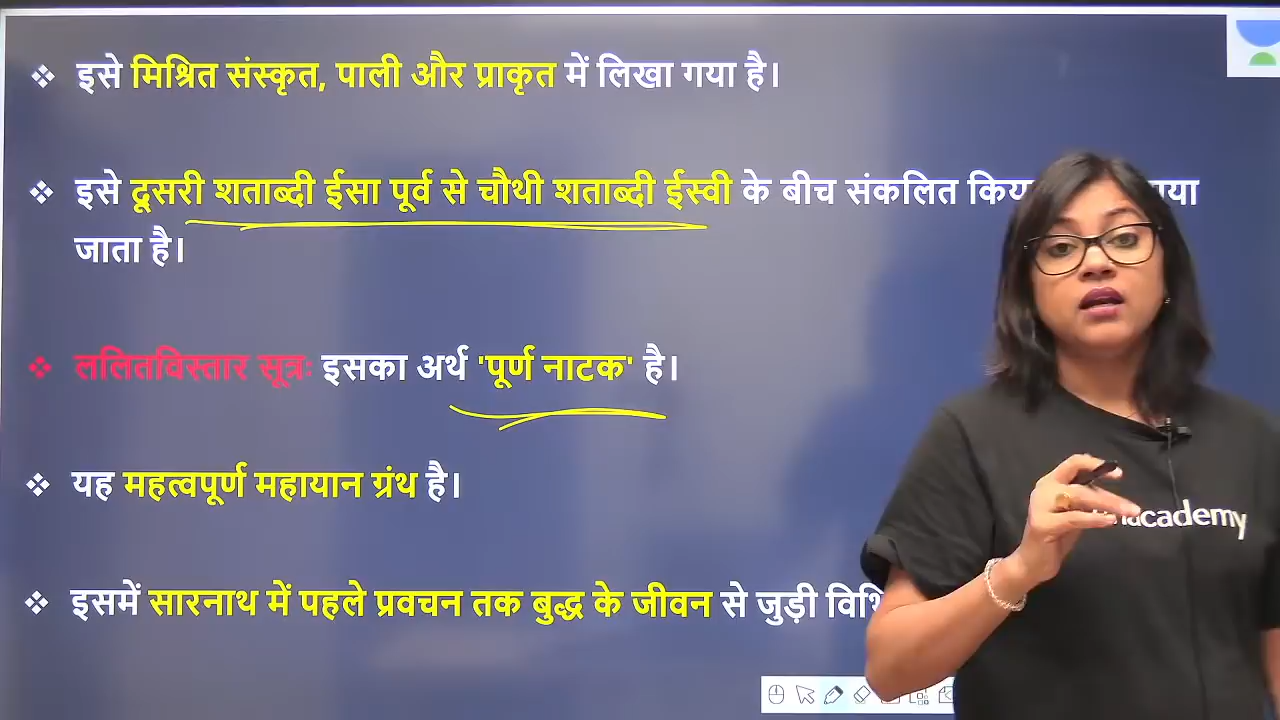 इसे मिश्रित संस्कृत, पाली और प्राकृत में लिखा गया है।
इसे दूसरी शताब्दी ईसा पूर्व से चौथी शताब्दी ईस्वी के बीच संकलित
जाता है।
ललितविस्तार सूत्रः इसका अर्थ 'पूर्ण नाटक' है।
यह महत्वपूर्ण महायान ग्रंथ है।
इसमें सारनाथ में पहले प्रवचन तक बुद्ध के जीवन से जुड़ी